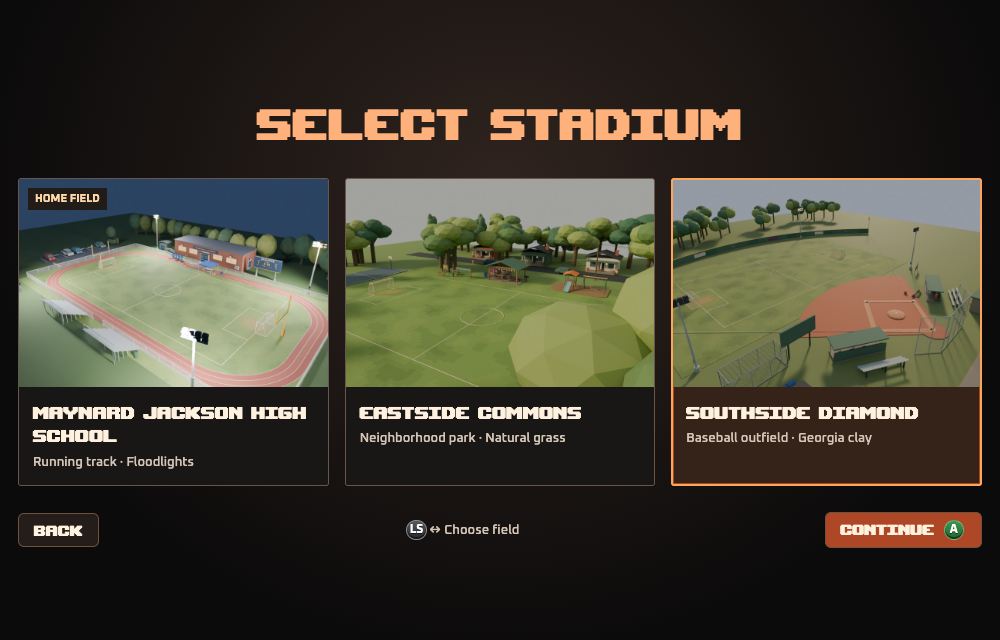 SELECT STADIUM
HOME FIELD
MAYNARD JACKSON HIGH
SCHOOL
Running track · Floodlights
EASTSIDE COMMONS
Neighborhood park · Natural grass
SOUTHSIDE DIAMOND
Baseball outfield · Georgia clay
BACK
LS ↔ Choose field
CONTINUE A